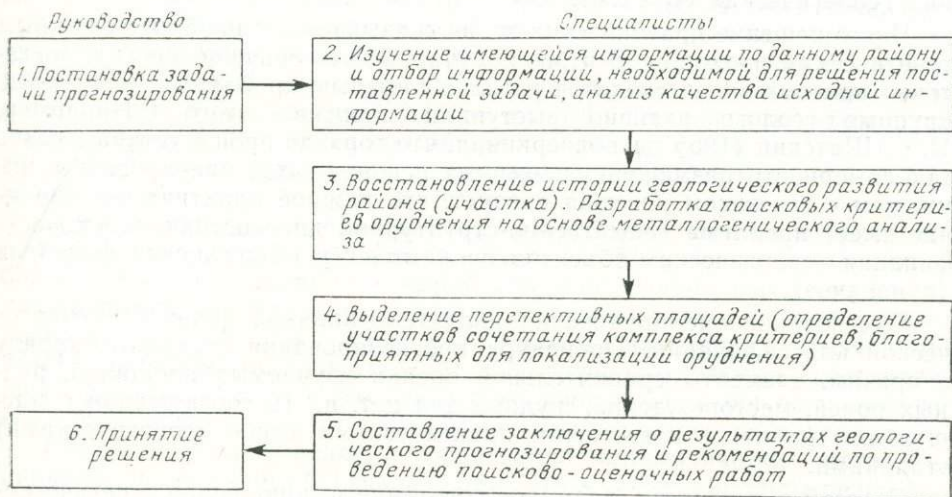 Руководство
Специалисты
1. Постановка зада-
чи прогнозирования
2. Изучение имеющейся информации по данному району
и отбор информации, необходимой для решения пос-
тавленной задачи, анализ качества исходной ин-
формации
3. Восстановление истории геологического развития
района (участка). Разработка поисковых критери-
ев оруднения на основе металлогенического анали-
за
4. Выделение перспективных площадей (определение
участков сочетания комплекса критериев, благо-
приятных для локализации оруднения)
5. Составление заключения о результатах геологи-
ческого прогнозирования и рекомендаций по про-
ведению поисково-оценочных работ
6. Принятие
решения